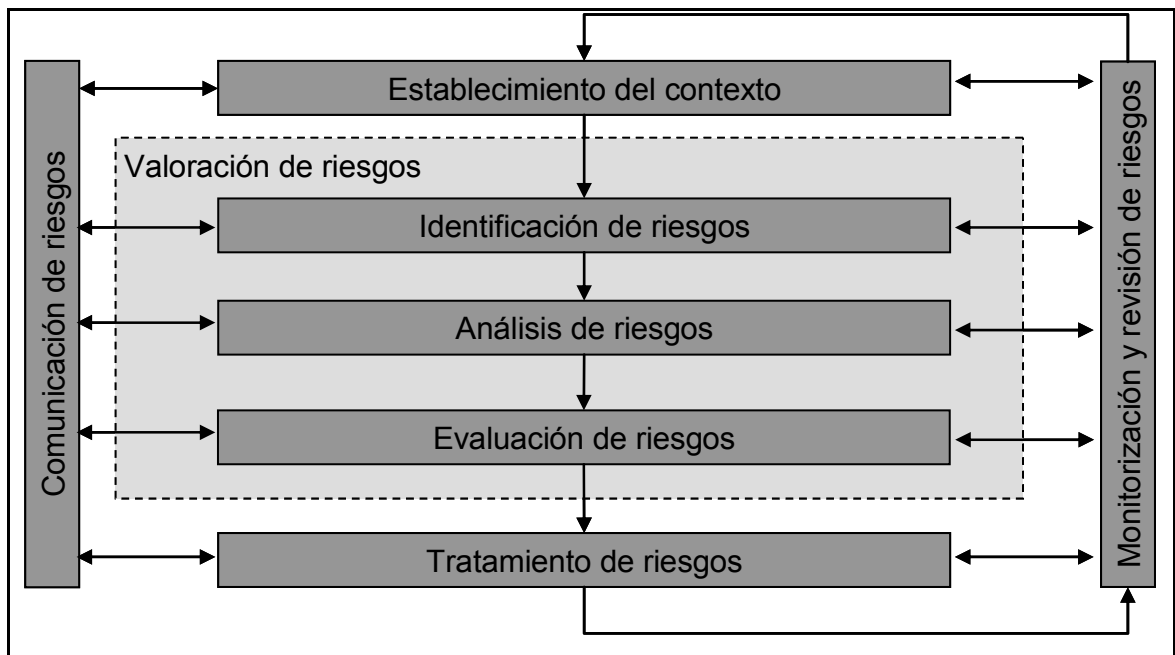 Establecimiento del contexto
Valoración de riesgos
Identificación de riesgos
Análisis de riesgos
Evaluación de riesgos
Tratamiento de riesgos
Comunicación de riesgos
Monitorización y revisión de riesgos